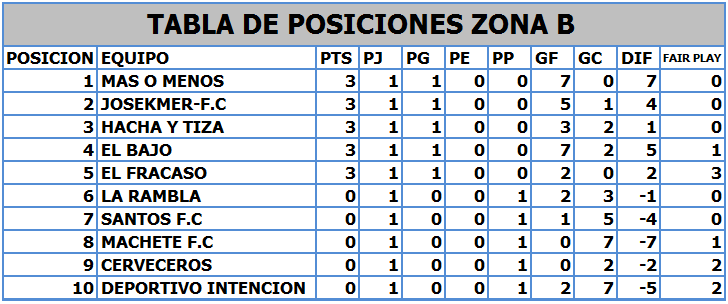 TABLA DE POSICIONES ZONA B
POSICION EQUIPO PTS PJ PG PE PP GF GC DIF FAIR PLAY
1 MAS O MENOS 3 1 1 0 0 7 0 7 0
2 JOSEKMER-F.C 3 1 1 0 0 5 1 4 0
3 HACHA Y TIZA 3 1 1 0 0 3 2 1 0
4 EL BAJO 3 1 1 0 0 7 2 5 1
5 EL FRACASO 3 1 1 0 0 2 0 2 3
6 LA RAMBLA 0 1 0 0 1 2 3 -1 0
7 SANTOS F.C 0 1 0 0 1 1 5 -4 0
8 MACHETE F.C 0 1 0 0 1 0 7 -7 1
9 CERVECEROS 0 1 0 0 1 0 2 -2 2
10 DEPORTIVO INTENCION 0 1 0 0 1 2 7 -5 2